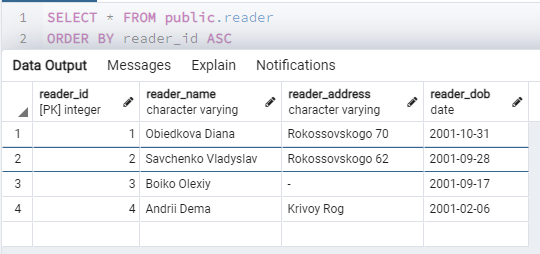 1 SELECT * FROM public.reader
2 ORDER BY reader_id ASC
Data Output Messages Explain Notifications
reader_id reader_name reader_address reader_dob
[PK] integer character varying character varying date
1 1 Obiedkova Diana Rokossovskogo 70 2001-10-31
2 2 Savchenko Vladyslav Rokossovskogo 62 2001-09-28
3 3 Boiko Olexiy - 2001-09-17
4 4 Andrii Dema Krivoy Rog 2001-02-06